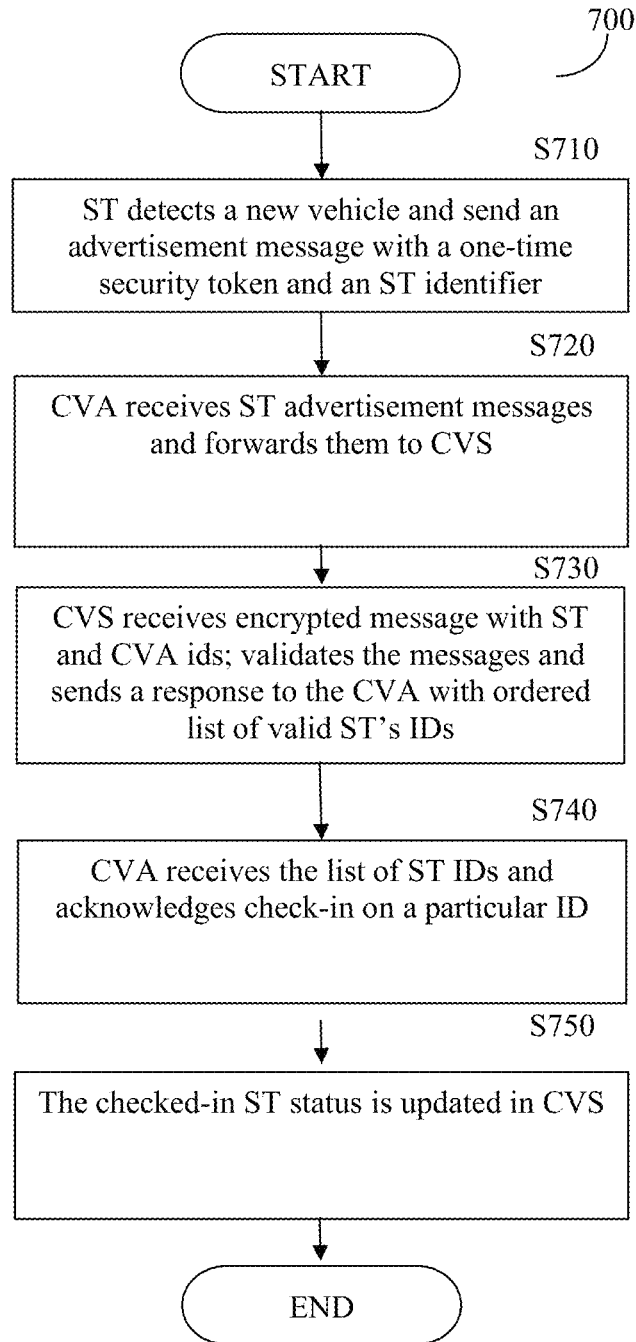 700
START
S710
ST detects a new vehicle and send an
advertisement message with a one-time
security token and an ST identifier
S720
CVA receives ST advertisement messages
and forwards them to CVS
S730
CVS receives encrypted message with ST
and CVA ids; validates the messages and
sends a response to the CVA with ordered
list of valid ST's IDs
S740
CVA receives the list of ST IDs and
acknowledges check-in on a particular ID
S750
The checked-in ST status is updated in CVS
END